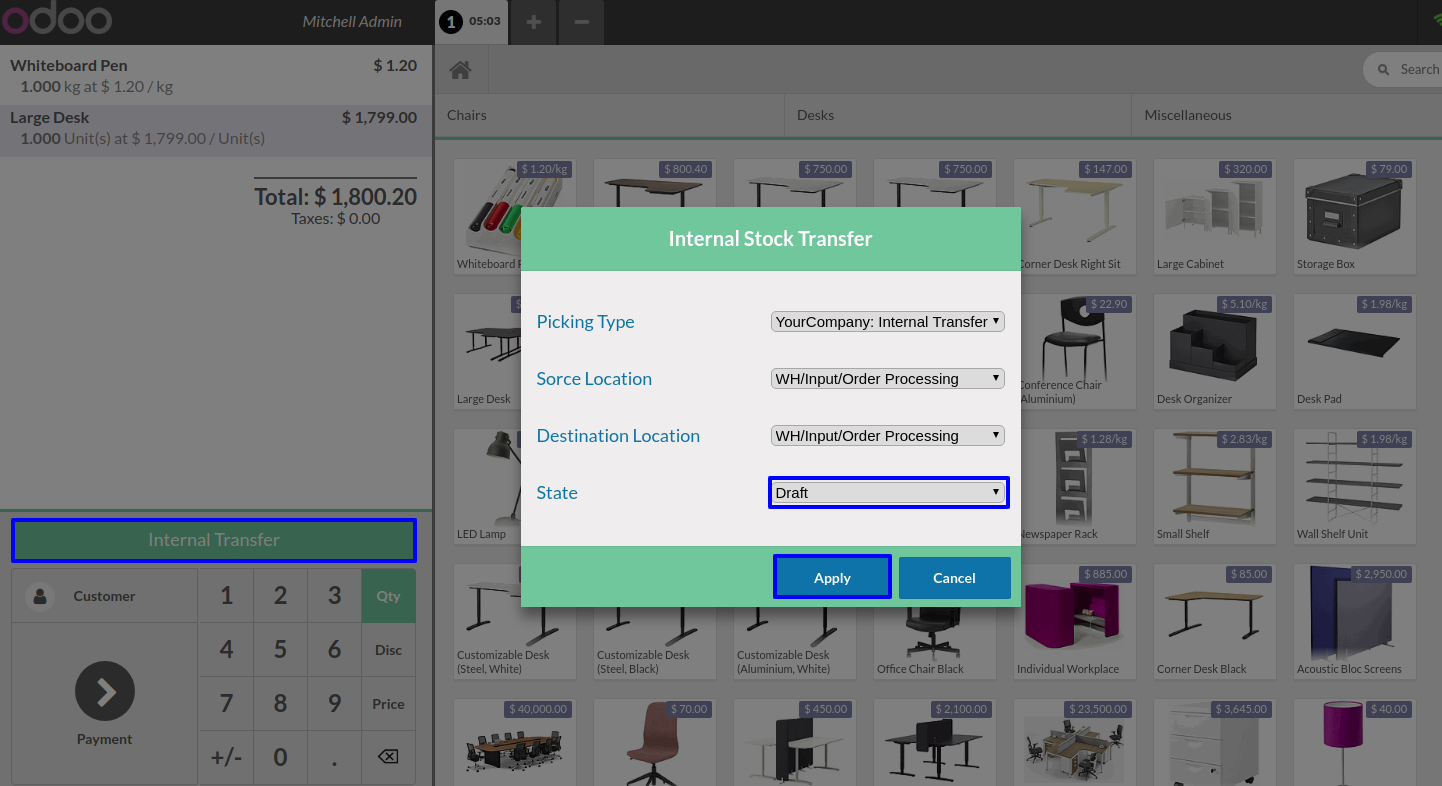 odoo
Mitchell Admin
1 05:03
Whiteboard Pen $ 1.20
1.000 kg at $ 1.20 / kg
Large Desk $ 1,799.00
1.000 Unit(s) at $ 1,799.00 / Unit(s)
Total: $ 1,800.20
Taxes: $ 0.00
Internal Transfer
Customer
1 2 3 Qty
4 5 6 Disc
7 8 9 Price
+/- 0 .
Payment
Search
Chairs Desks Miscellaneous
$ 1.20/kg $ 800.40 $ 750.00 $ 750.00 $ 147.00 $ 320.00 $ 79.00
Whiteboard Corner Desk Right Sit Large Cabinet Storage Box
$ 22.90 $ 5.10/kg $ 1.98/kg
Large Desk Conference Chair (Aluminium) Desk Organizer Desk Pad
$ 1.28/kg $ 2.83/kg $ 1.98/kg
LED Lamp Newspaper Rack Small Shelf Wall Shelf Unit
$ 885.00 $ 85.00 $ 2,950.00
Customizable Desk (Steel, White) Customizable Desk (Steel, Black) Customizable Desk (Aluminium, White) Office Chair Black Individual Workplace Corner Desk Black Acoustic Bloc Screens
$ 40,000.00 $ 70.00 $ 450.00 $ 2,100.00 $ 23,500.00 $ 3,645.00 $ 40.00
Internal Stock Transfer
Picking Type YourCompany: Internal Transfer
Sorce Location WH/Input/Order Processing
Destination Location WH/Input/Order Processing
State Draft
Apply Cancel